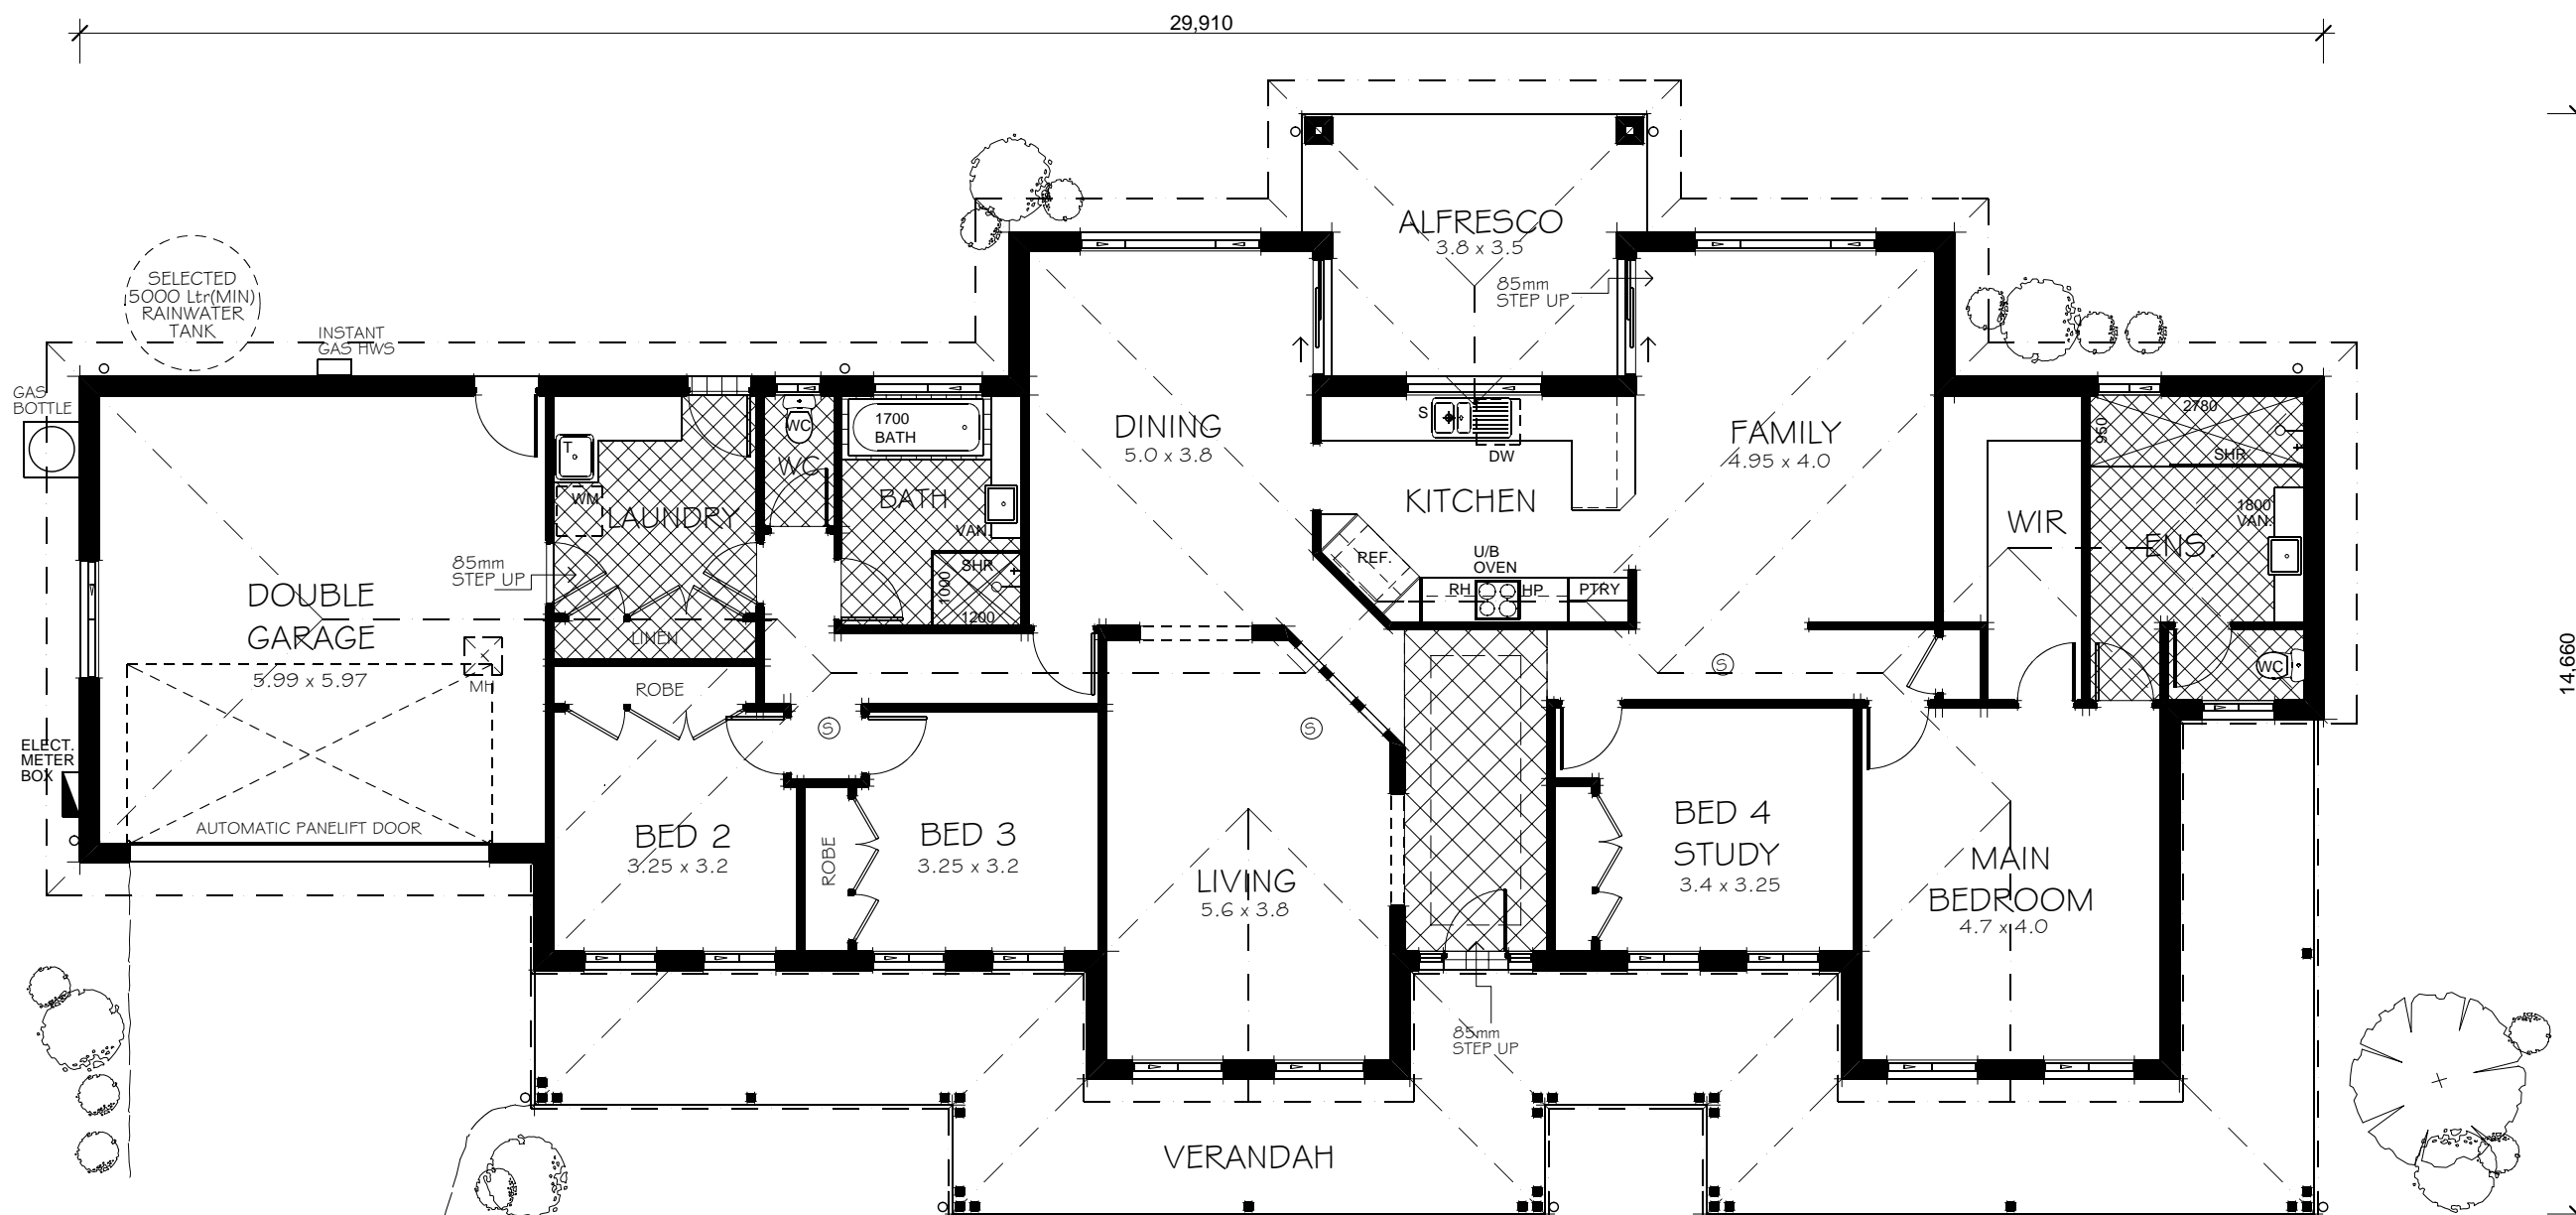 29,910
ALFRESCO
3.8 x 3.5
85mm
STEP UP
SELECTED
5000 Ltr(MIN)
RAINWATER
TANK
INSTANT
GAS HWS
GAS
BOTTLE
T
WM
LAUNDRY
WC
WC
1700
BATH
BATH
VAN.
SHR
1000
1200
LINEN
85mm
STEP UP
DOUBLE
GARAGE
5.99 x 5.97
MH
AUTOMATIC PANELIFT DOOR
ELECT.
METER
BOX
DINING
5.0 x 3.8
S
DW
KITCHEN
REF.
U/B
OVEN
RH
HP
PTRY
FAMILY
4.95 x 4.0
WIR
2780
950
SHR
1800
VAN.
ENS.
WC
14,660
ROBE
S
S
S
BED 2
3.25 x 3.2
ROBE
BED 3
3.25 x 3.2
LIVING
5.6 x 3.8
BED 4
STUDY
3.4 x 3.25
MAIN
BEDROOM
4.7 x 4.0
85mm
STEP UP
VERANDAH